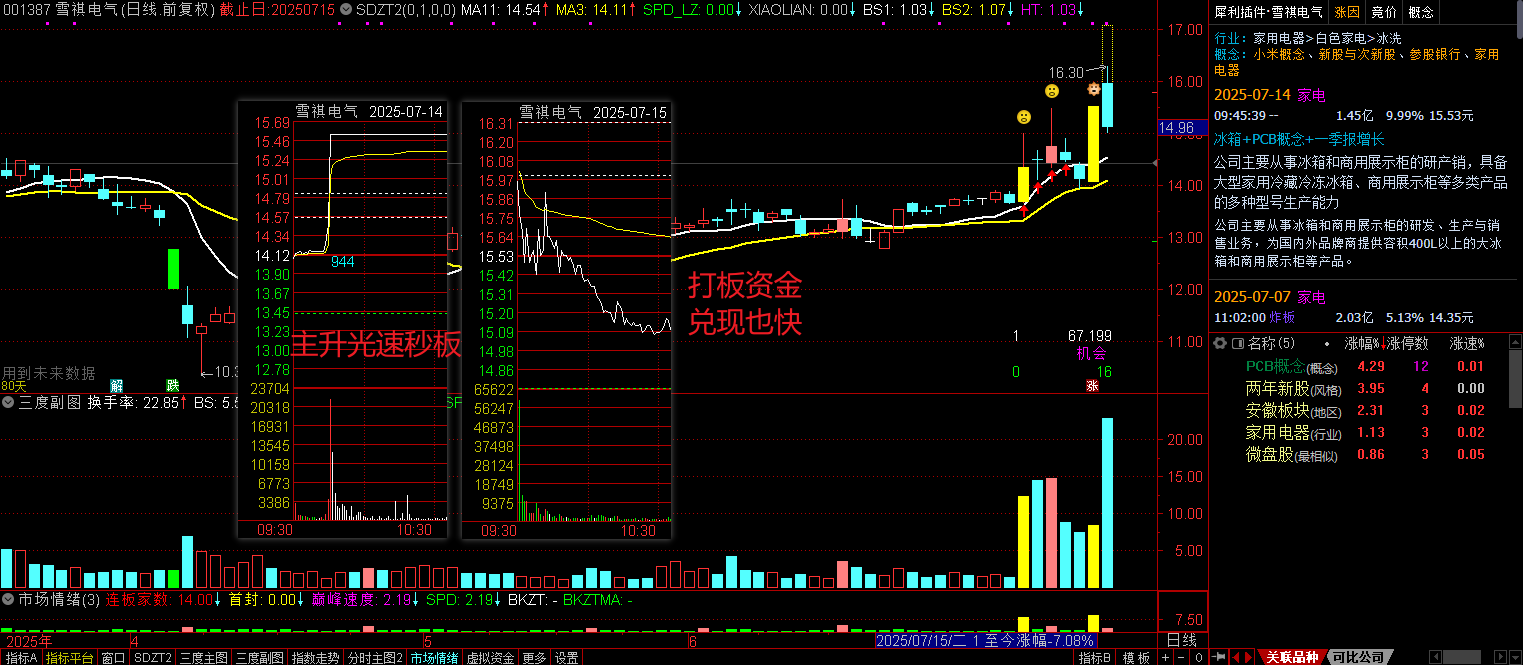 001387 雪祺电气(日线.前复权) 截止日:20250715 SDZT2(0,1,0,0) MA11: 14.54↑ MA3: 14.11↑ SPD_LZ: 0.00↓ XIAOLIAN: 0.00↓ BS1: 1.03↓ BS2: 1.07↓ HT: 1.03↓
17.00
16.00
14.96
14.00
13.00
12.00
11.00
16.30
雪祺电气 2025-07-14
15.69
15.46
15.24
15.01
14.79
14.57
14.34
14.12
13.90
13.67
13.45
13.23
13.00
12.78
23704
20318
16931
13545
10159
6773
3386
09:30 10:30
944
主升光速秒板
雪祺电气 2025-07-15
16.31
16.20
16.08
15.97
15.86
15.75
15.64
15.53
15.42
15.31
15.20
15.09
14.98
14.86
65622
56247
46873
37498
28124
18749
9375
09:30 10:30
打板资金
兑现也快
1 67.199
机会
0 16
涨
用到未来数据
80天
解 跌
三度副图 换手率: 22.85↑ BS: 5.5
20.00
15.00
10.00
5.00
市场情绪(3) 连板家数: 14.00↓ 首封: 0.00↓ 巅峰速度: 2.19↓ SPD: 2.19↓ BKZT: - BKZTMA: -
7.50
2025年 4 5 6 2025/07/15/二 1 至今涨幅-7.08% 日线
指标A 指标平台 窗口 SDZT2 三度主图 三度副图 指数走势 分时主图2 市场情绪 虚拟资金 更多 设置 指标B 模板 + − 0
犀利插件·雪祺电气 涨因 竞价 概念
行业: 家用电器>白色家电>冰洗
概念: 小米概念、新股与次新股、参股银行、家用
电器
2025-07-14 家电
09:45:39 -- 1.45亿 9.99% 15.53元
冰箱+PCB概念+一季报增长
公司主要从事冰箱和商用展示柜的研产销，具备
大型家用冷藏冷冻冰箱、商用展示柜等多类产品
的多种型号生产能力
公司主要从事冰箱和商用展示柜的研发、生产与销
售业务，为国内外品牌商提供容积400L以上的大冰
箱和商用展示柜等产品。
2025-07-07 家电
11:02:00 炸板 2.03亿 5.13% 14.35元
名称(5) 涨幅%↓ 涨停数 涨速%
PCB概念(概念) 4.29 12 0.01
两年新股(风格) 3.95 4 0.00
安徽板块(地区) 2.31 3 0.02
家用电器(行业) 1.13 3 0.02
微盘股(最相似) 0.86 3 0.05
关联品种 可比公司